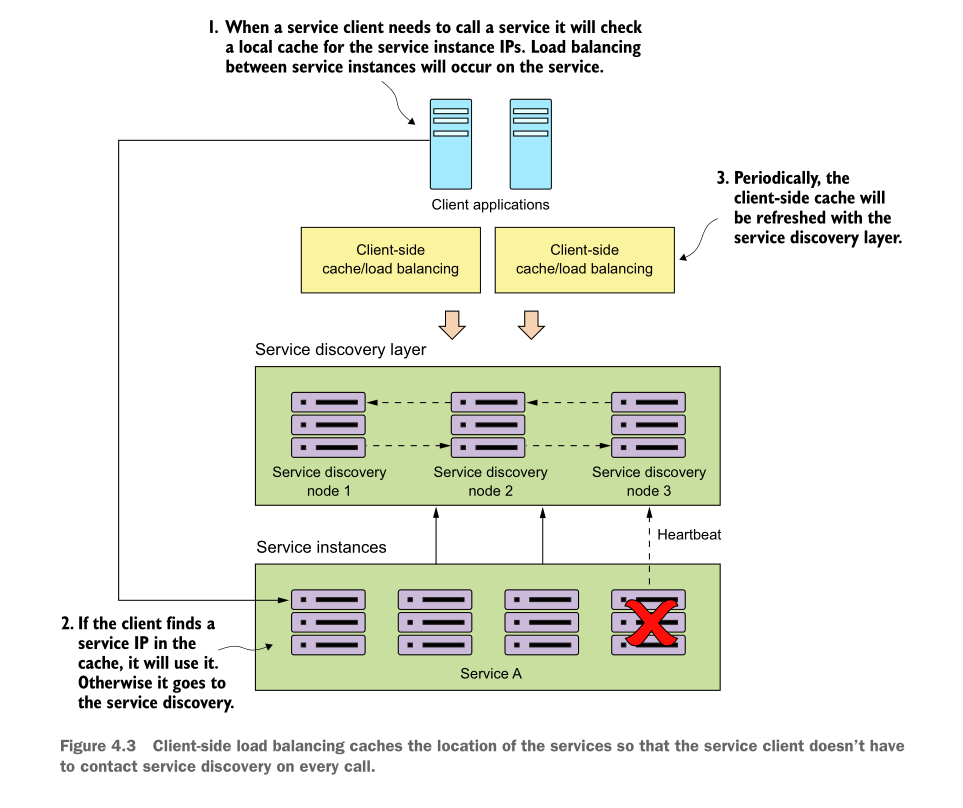 1. When a service client needs to call a service it will check
a local cache for the service instance IPs. Load balancing
between service instances will occur on the service.
Client applications
3. Periodically, the
client-side cache will
be refreshed with the
service discovery layer.
Client-side
cache/load balancing
Client-side
cache/load balancing
Service discovery layer
Service discovery
node 1
Service discovery
node 2
Service discovery
node 3
Heartbeat
Service instances
2. If the client finds a
service IP in the
cache, it will use it.
Otherwise it goes to
the service discovery.
Service A
Figure 4.3 Client-side load balancing caches the location of the services so that the service client doesn't have
to contact service discovery on every call.